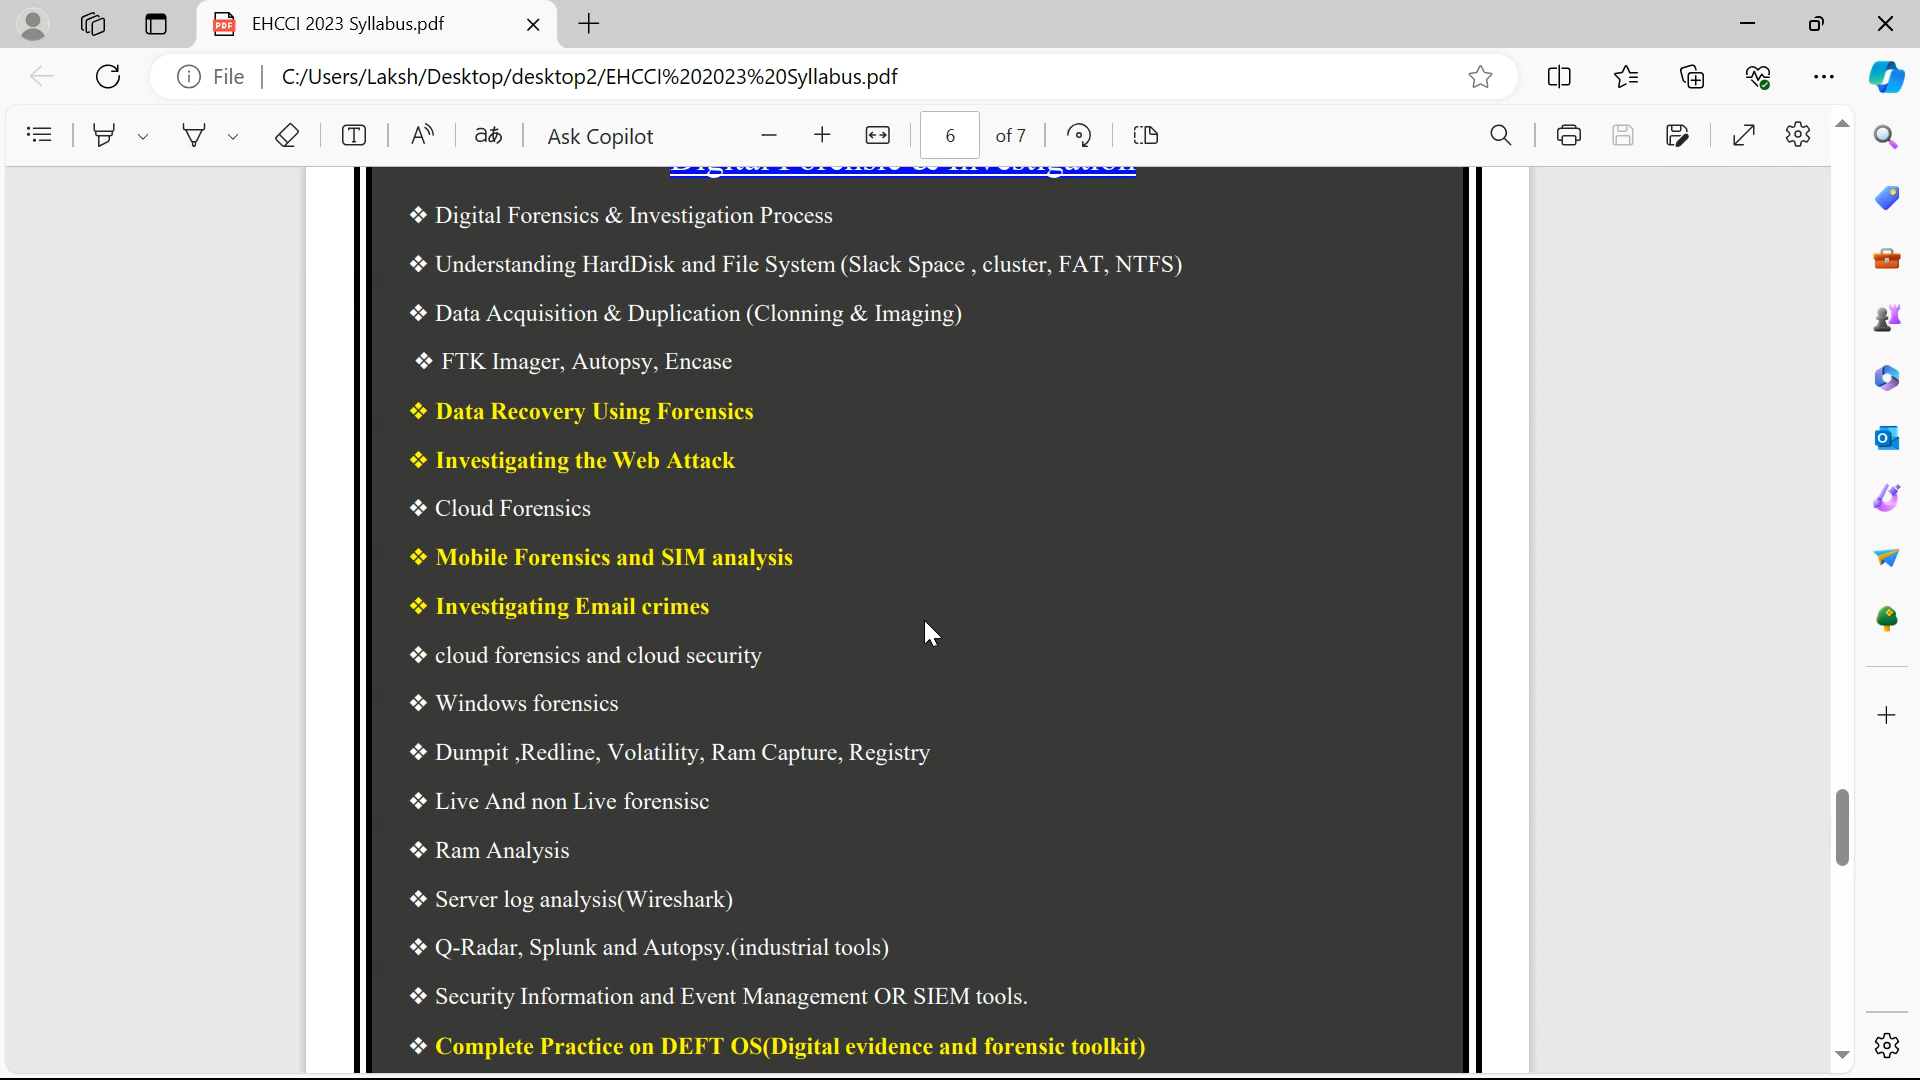 EHCCI 2023 Syllabus.pdf
File
C:/Users/Laksh/Desktop/desktop2/EHCCI%202023%20Syllabus.pdf
Ask Copilot
6 of 7
Digital Forensic & Investigation
❖ Digital Forensics & Investigation Process
❖ Understanding HardDisk and File System (Slack Space , cluster, FAT, NTFS)
❖ Data Acquisition & Duplication (Clonning & Imaging)
❖ FTK Imager, Autopsy, Encase
❖ Data Recovery Using Forensics
❖ Investigating the Web Attack
❖ Cloud Forensics
❖ Mobile Forensics and SIM analysis
❖ Investigating Email crimes
❖ cloud forensics and cloud security
❖ Windows forensics
❖ Dumpit ,Redline, Volatility, Ram Capture, Registry
❖ Live And non Live forensisc
❖ Ram Analysis
❖ Server log analysis(Wireshark)
❖ Q-Radar, Splunk and Autopsy.(industrial tools)
❖ Security Information and Event Management OR SIEM tools.
❖ Complete Practice on DEFT OS(Digital evidence and forensic toolkit)